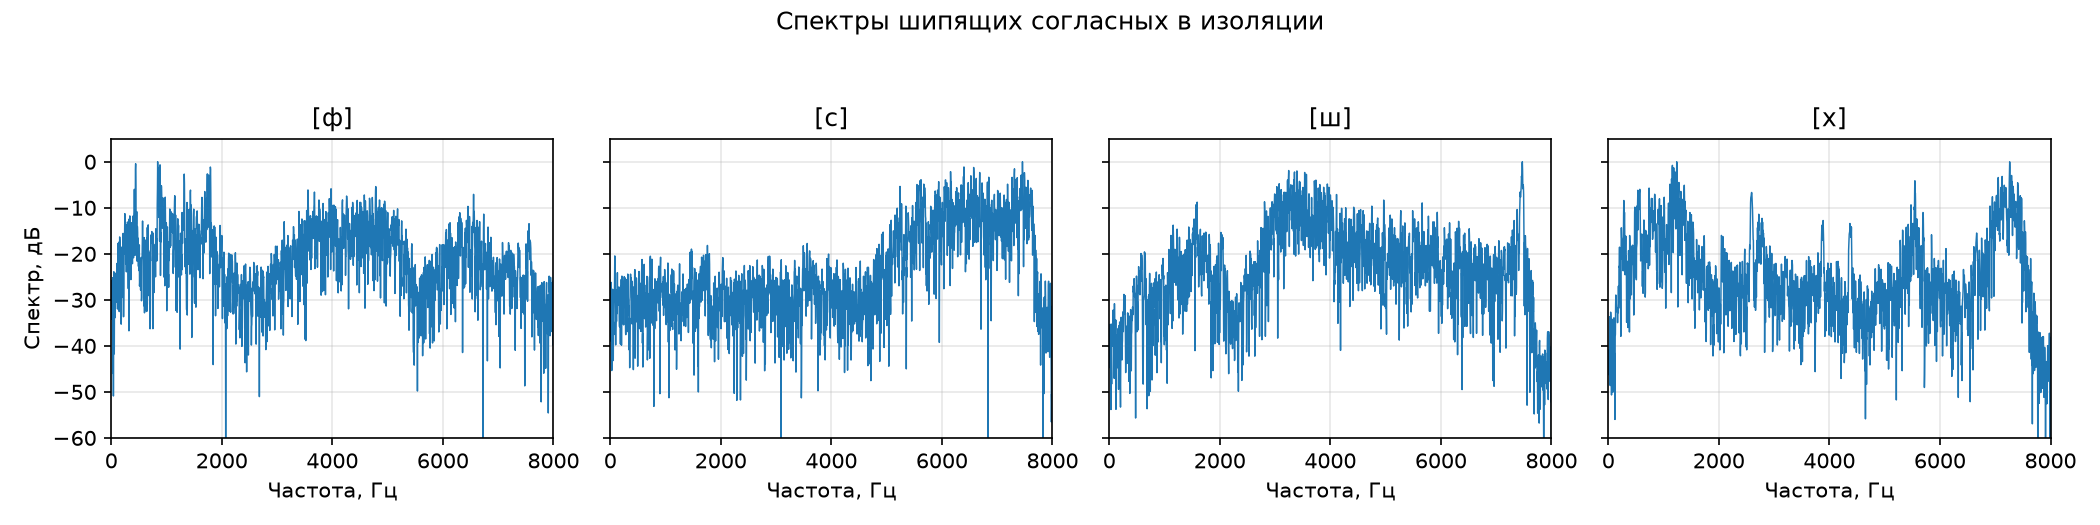 Спектры шипящих согласных в изоляции
[ф] [с] [ш] [х]
0
−10
−20
−30
−40
−50
−60
Спектр, дБ
0 2000 4000 6000 8000 0 2000 4000 6000 8000 0 2000 4000 6000 8000 0 2000 4000 6000 8000
Частота, Гц Частота, Гц Частота, Гц Частота, Гц